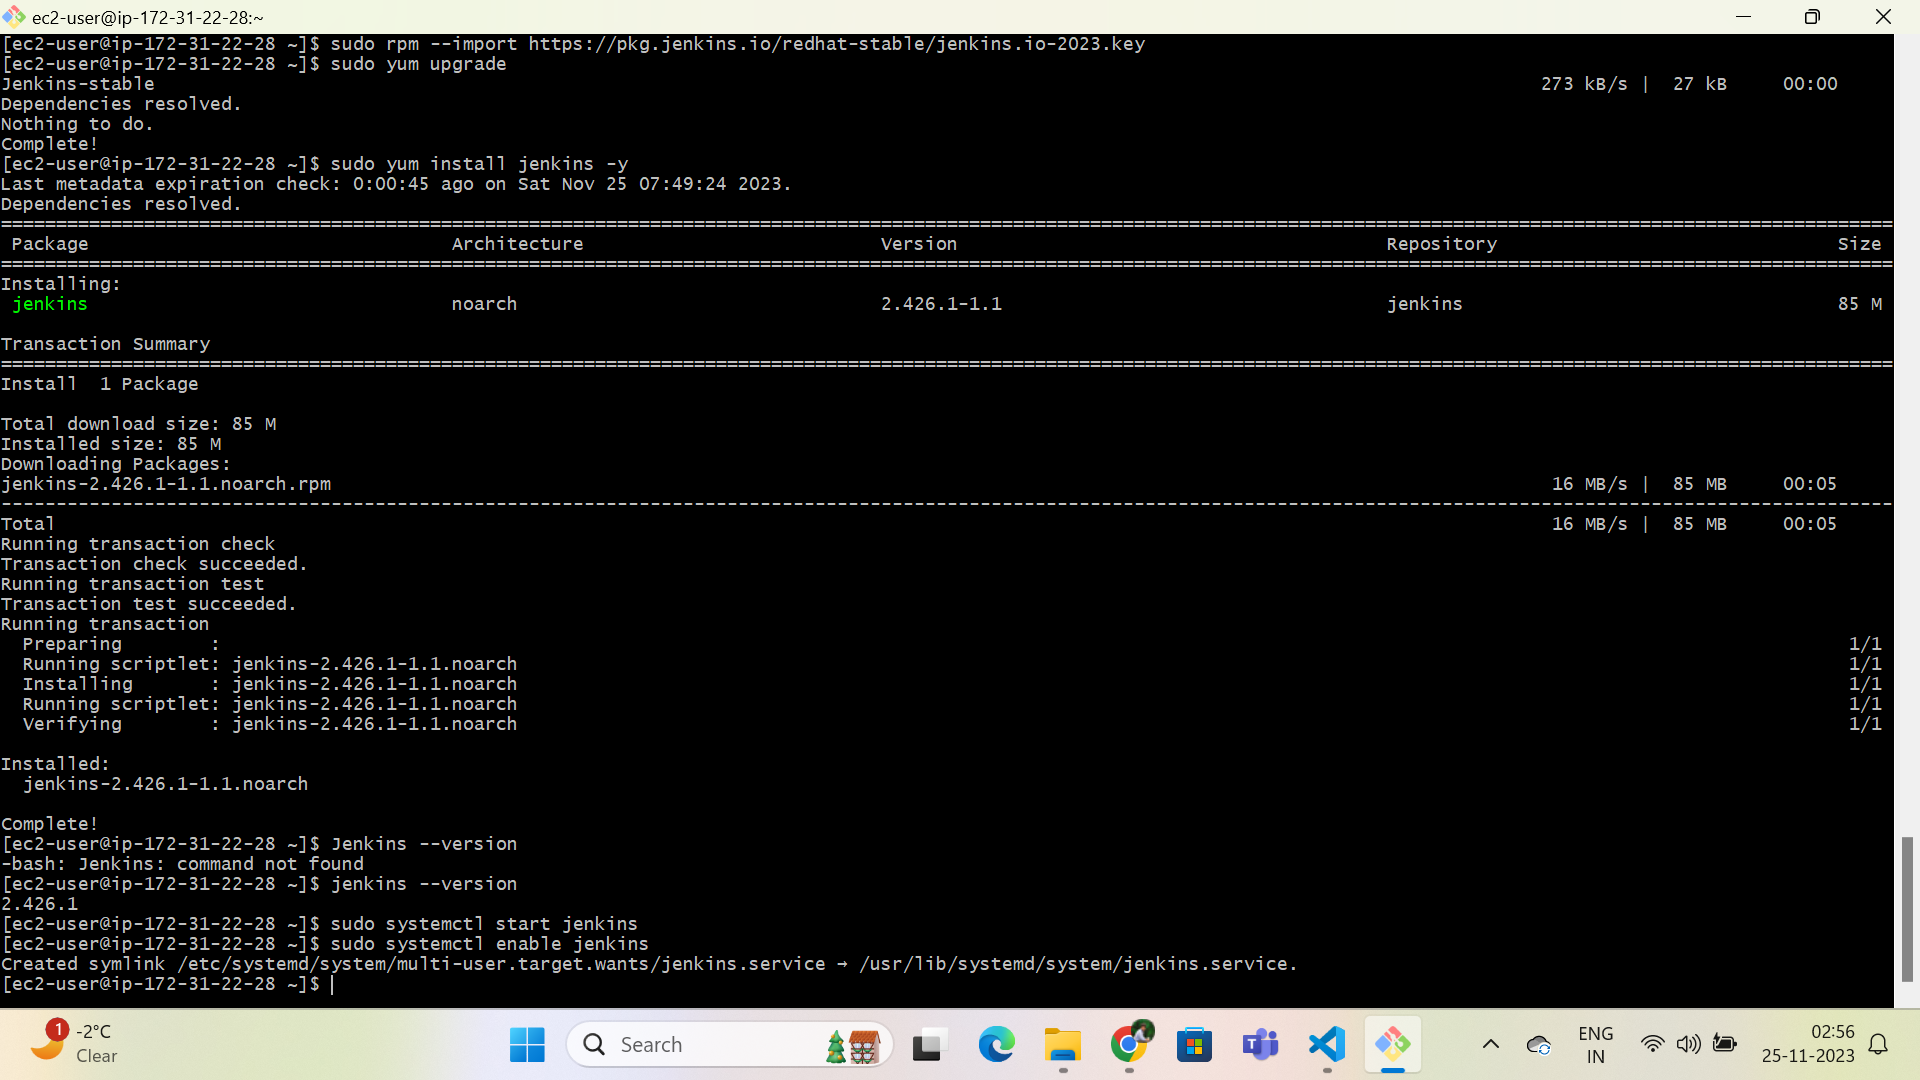 ec2-user@ip-172-31-22-28:~
[ec2-user@ip-172-31-22-28 ~]$ sudo rpm --import https://pkg.jenkins.io/redhat-stable/jenkins.io-2023.key
[ec2-user@ip-172-31-22-28 ~]$ sudo yum upgrade
Jenkins-stable 273 kB/s | 27 kB 00:00
Dependencies resolved.
Nothing to do.
Complete!
[ec2-user@ip-172-31-22-28 ~]$ sudo yum install jenkins -y
Last metadata expiration check: 0:00:45 ago on Sat Nov 25 07:49:24 2023.
Dependencies resolved.
Package Architecture Version Repository Size
Installing:
jenkins noarch 2.426.1-1.1 jenkins 85 M
Transaction Summary
Install 1 Package
Total download size: 85 M
Installed size: 85 M
Downloading Packages:
jenkins-2.426.1-1.1.noarch.rpm 16 MB/s | 85 MB 00:05
Total 16 MB/s | 85 MB 00:05
Running transaction check
Transaction check succeeded.
Running transaction test
Transaction test succeeded.
Running transaction
Preparing : 1/1
Running scriptlet: jenkins-2.426.1-1.1.noarch 1/1
Installing : jenkins-2.426.1-1.1.noarch 1/1
Running scriptlet: jenkins-2.426.1-1.1.noarch 1/1
Verifying : jenkins-2.426.1-1.1.noarch 1/1
Installed:
jenkins-2.426.1-1.1.noarch
Complete!
[ec2-user@ip-172-31-22-28 ~]$ Jenkins --version
-bash: Jenkins: command not found
[ec2-user@ip-172-31-22-28 ~]$ jenkins --version
2.426.1
[ec2-user@ip-172-31-22-28 ~]$ sudo systemctl start jenkins
[ec2-user@ip-172-31-22-28 ~]$ sudo systemctl enable jenkins
Created symlink /etc/systemd/system/multi-user.target.wants/jenkins.service → /usr/lib/systemd/system/jenkins.service.
[ec2-user@ip-172-31-22-28 ~]$
1 -2°C
Clear
Search
ENG
IN
02:56
25-11-2023